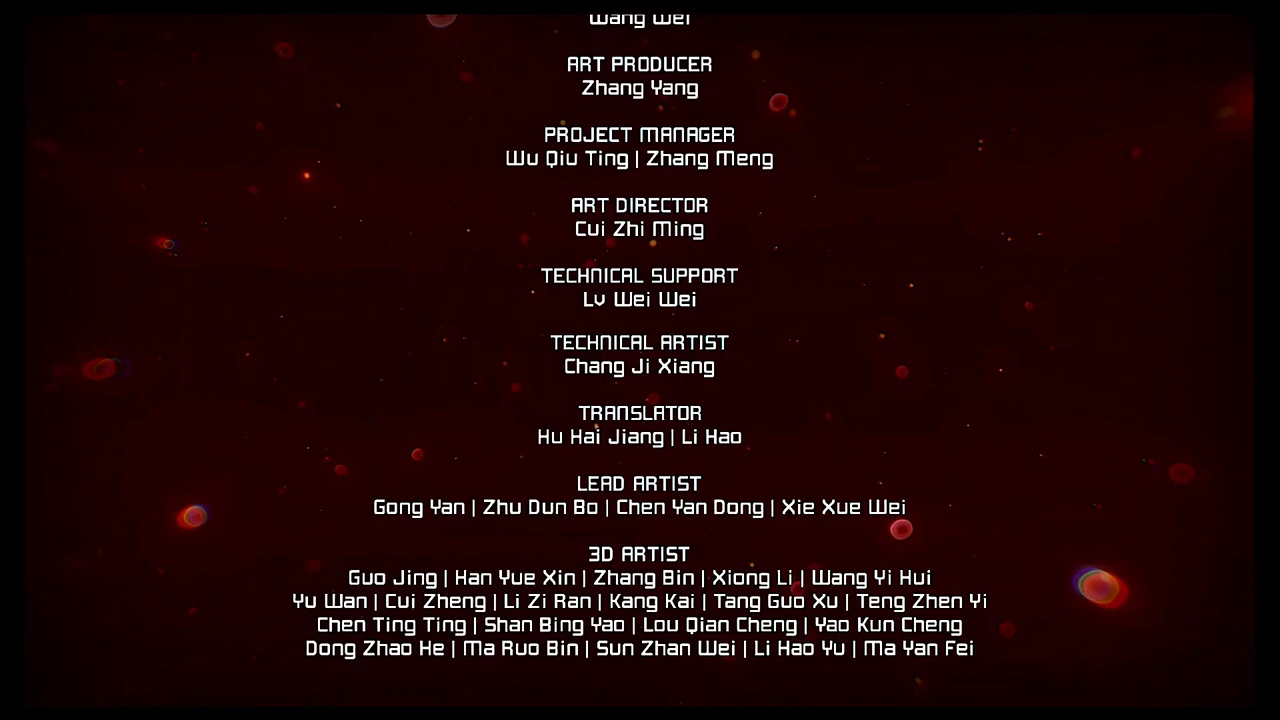 Wang Wei
ART PRODUCER
Zhang Yang
PROJECT MANAGER
Wu Qiu Ting | Zhang Meng
ART DIRECTOR
Cui Zhi Ming
TECHNICAL SUPPORT
Lv Wei Wei
TECHNICAL ARTIST
Chang Ji Xiang
TRANSLATOR
Hu Hai Jiang | Li Hao
LEAD ARTIST
Gong Yan | Zhu Dun Bo | Chen Yan Dong | Xie Xue Wei
3D ARTIST
Guo Jing | Han Yue Xin | Zhang Bin | Xiong Li | Wang Yi Hui
Yu Wan | Cui Zheng | Li Zi Ran | Kang Kai | Tang Guo Xu | Teng Zhen Yi
Chen Ting Ting | Shan Bing Yao | Lou Qian Cheng | Yao Kun Cheng
Dong Zhao He | Ma Ruo Bin | Sun Zhan Wei | Li Hao Yu | Ma Yan Fei